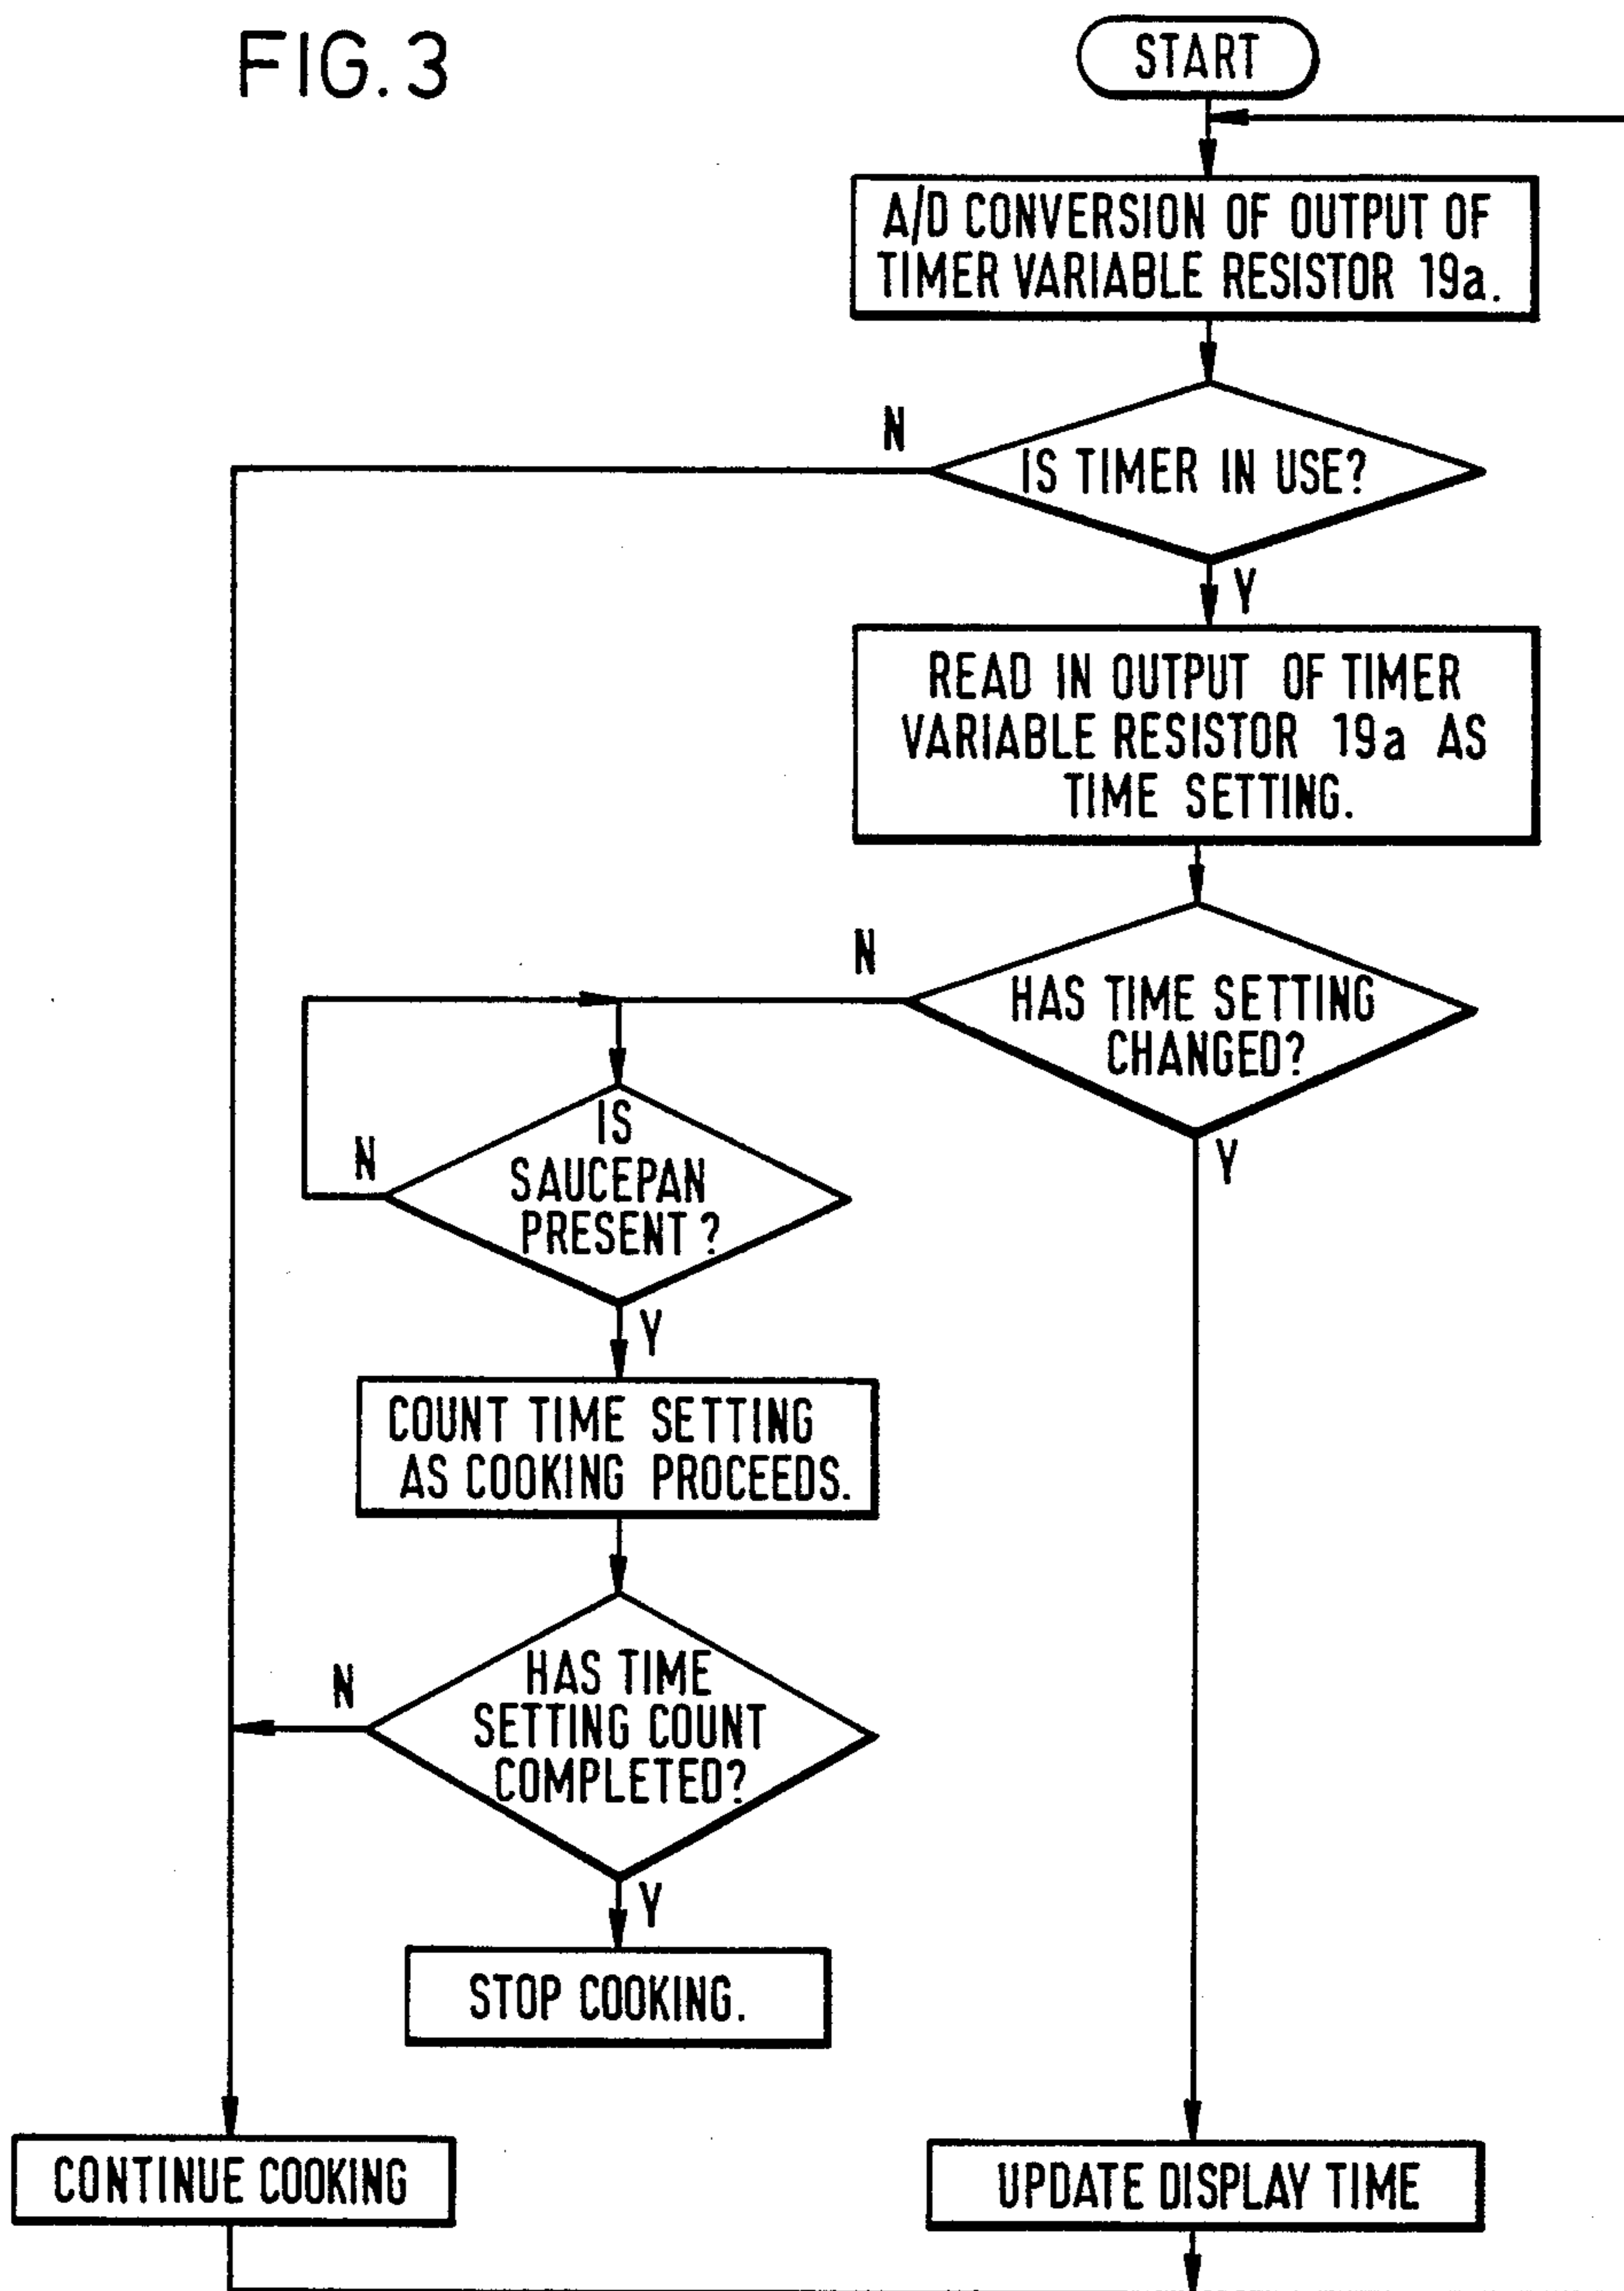 FIG. 3
START
A/D CONVERSION OF OUTPUT OF
TIMER VARIABLE RESISTOR 19a.
N
IS TIMER IN USE?
Y
READ IN OUTPUT OF TIMER
VARIABLE RESISTOR 19a AS
TIME SETTING.
N
HAS TIME SETTING
CHANGED?
Y
IS
SAUCEPAN
PRESENT ?
N
Y
COUNT TIME SETTING
AS COOKING PROCEEDS.
N
HAS TIME
SETTING COUNT
COMPLETED?
Y
STOP COOKING.
CONTINUE COOKING
UPDATE DISPLAY TIME